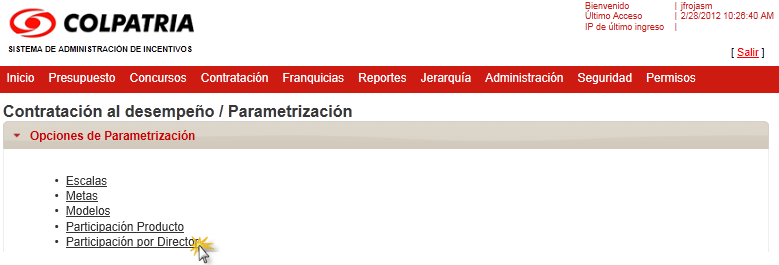 COLPATRIA
SISTEMA DE ADMINISTRACIÓN DE INCENTIVOS
Bienvenido | jfrojasm
Último Acceso | 2/28/2012 10:26:40 AM
IP de último ingreso |
[ Salir ]
Inicio Presupuesto Concursos Contratación Franquicias Reportes Jerarquía Administración Seguridad Permisos
Contratación al desempeño / Parametrización
Opciones de Parametrización
• Escalas
• Metas
• Modelos
• Participación Producto
• Participación por Director